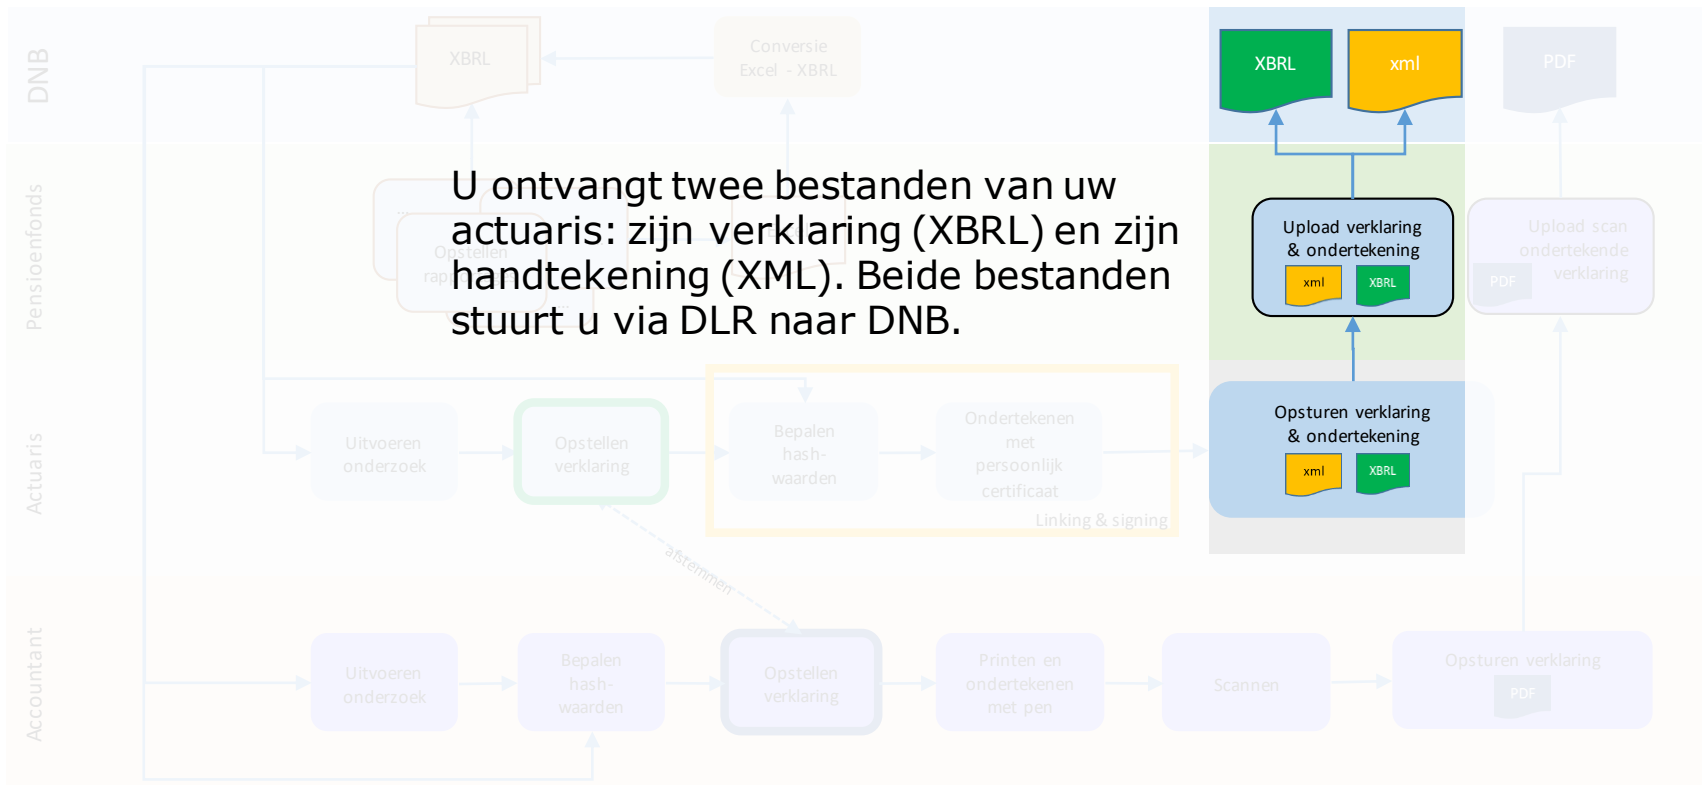 DNB
XBRL
Conversie
Excel - XBRL
XBRL
xml
PDF
Pensioenfonds
U ontvangt twee bestanden van uw
actuaris: zijn verklaring (XBRL) en zijn
handtekening (XML). Beide bestanden
stuurt u via DLR naar DNB.
Opstellen
Upload verklaring
& ondertekening
xml
XBRL
Upload scan
ondertekende
verklaring
PDF
Actuaris
Uitvoeren
onderzoek
Opstellen
verklaring
Bepalen
hash-
waarden
Ondertekenen
met
persoonlijk
certificaat
Linking & signing
Opsturen verklaring
& ondertekening
xml
XBRL
afstemmen
Accountant
Uitvoeren
onderzoek
Bepalen
hash-
waarden
Opstellen
verklaring
Printen en
ondertekenen
met pen
Scannen
Opsturen verklaring
PDF